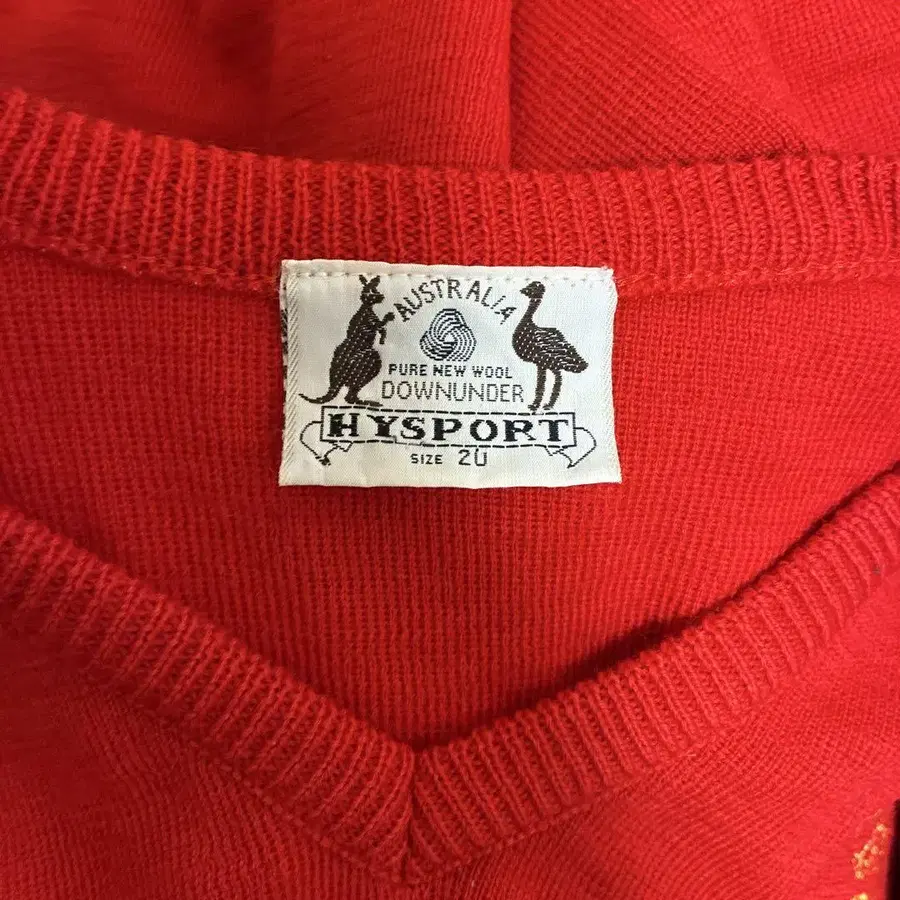 AUSTRALIA
PURE NEW WOOL
DOWNUNDER
HYSPORT
SIZE 20